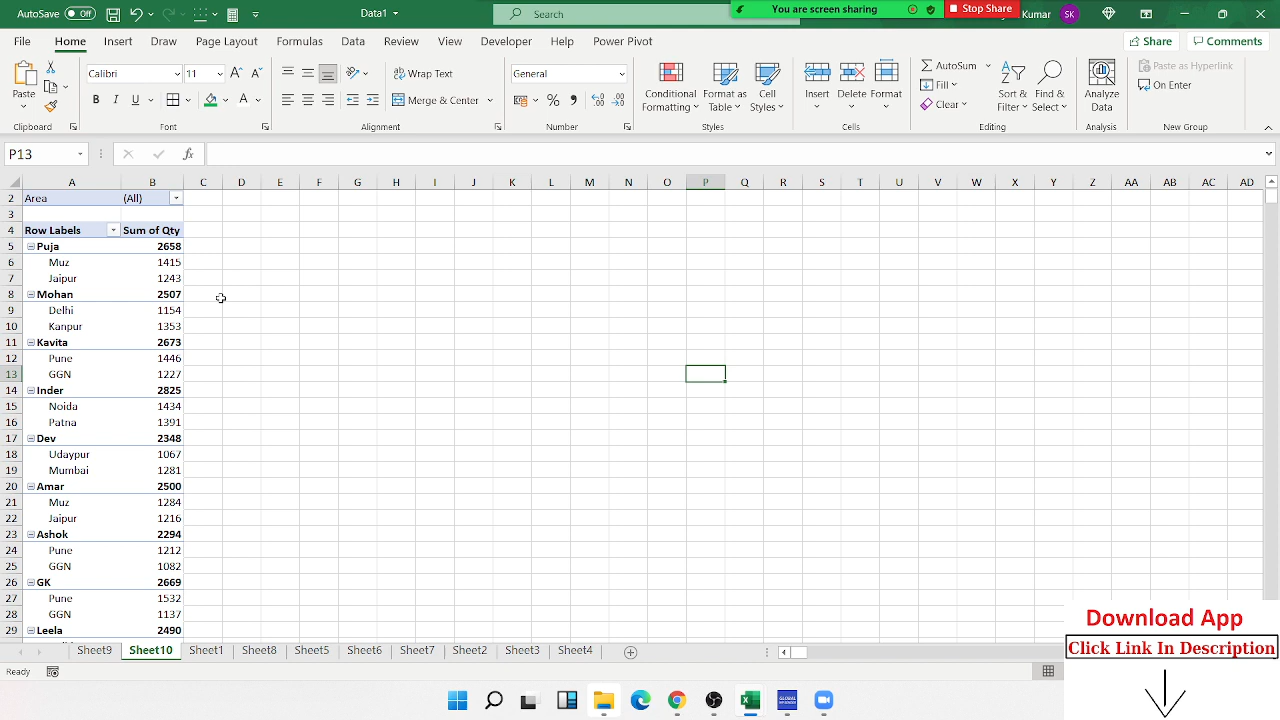 AutoSave Off Data1 Search You are screen sharing Stop Share Kumar SK
File Home Insert Draw Page Layout Formulas Data Review View Developer Help Power Pivot Share Comments
Paste Calibri 11 Wrap Text General Conditional Formatting Format as Table Cell Styles Insert Delete Format AutoSum Sort & Filter Find & Select Analyze Data Paste as Hyperlink
B I U A Merge & Center % Fill On Enter
Clear
Clipboard Font Alignment Number Styles Cells Editing Analysis New Group
P13 fx
A B C D E F G H I J K L M N O P Q R S T U V W X Y Z AA AB AC AD
2 Area (All)
3
4 Row Labels Sum of Qty
5 Puja 2658
6 Muz 1415
7 Jaipur 1243
8 Mohan 2507
9 Delhi 1154
10 Kanpur 1353
11 Kavita 2673
12 Pune 1446
13 GGN 1227
14 Inder 2825
15 Noida 1434
16 Patna 1391
17 Dev 2348
18 Udaypur 1067
19 Mumbai 1281
20 Amar 2500
21 Muz 1284
22 Jaipur 1216
23 Ashok 2294
24 Pune 1212
25 GGN 1082
26 GK 2669
27 Pune 1532
28 GGN 1137
29 Leela 2490
Sheet9 Sheet10 Sheet1 Sheet8 Sheet5 Sheet6 Sheet7 Sheet2 Sheet3 Sheet4
Ready
Download App
Click Link In Description